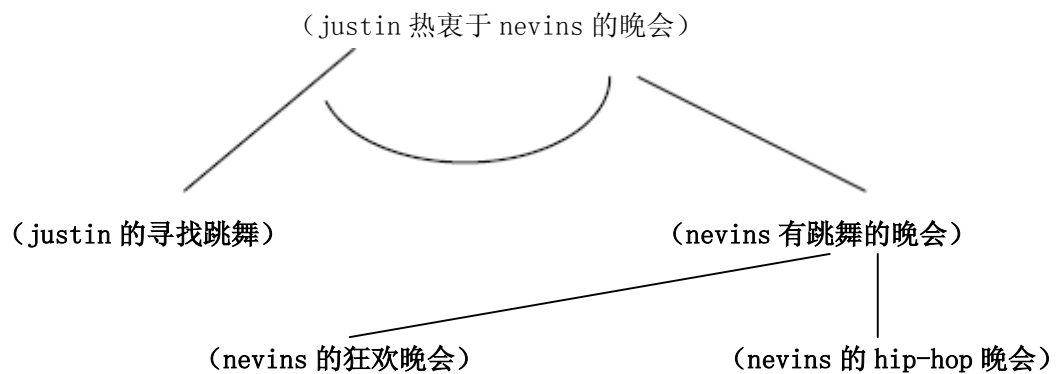 （justin 热衷于 nevins 的晚会）
（justin 的寻找跳舞）
（nevins 有跳舞的晚会）
（nevins 的狂欢晚会）
（nevins 的 hip-hop 晚会）